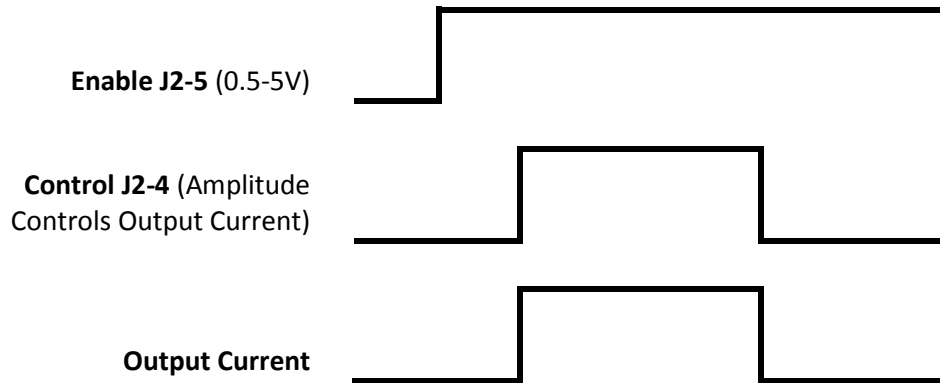 Enable J2-5 (0.5-5V)
Control J2-4 (Amplitude
Controls Output Current)
Output Current